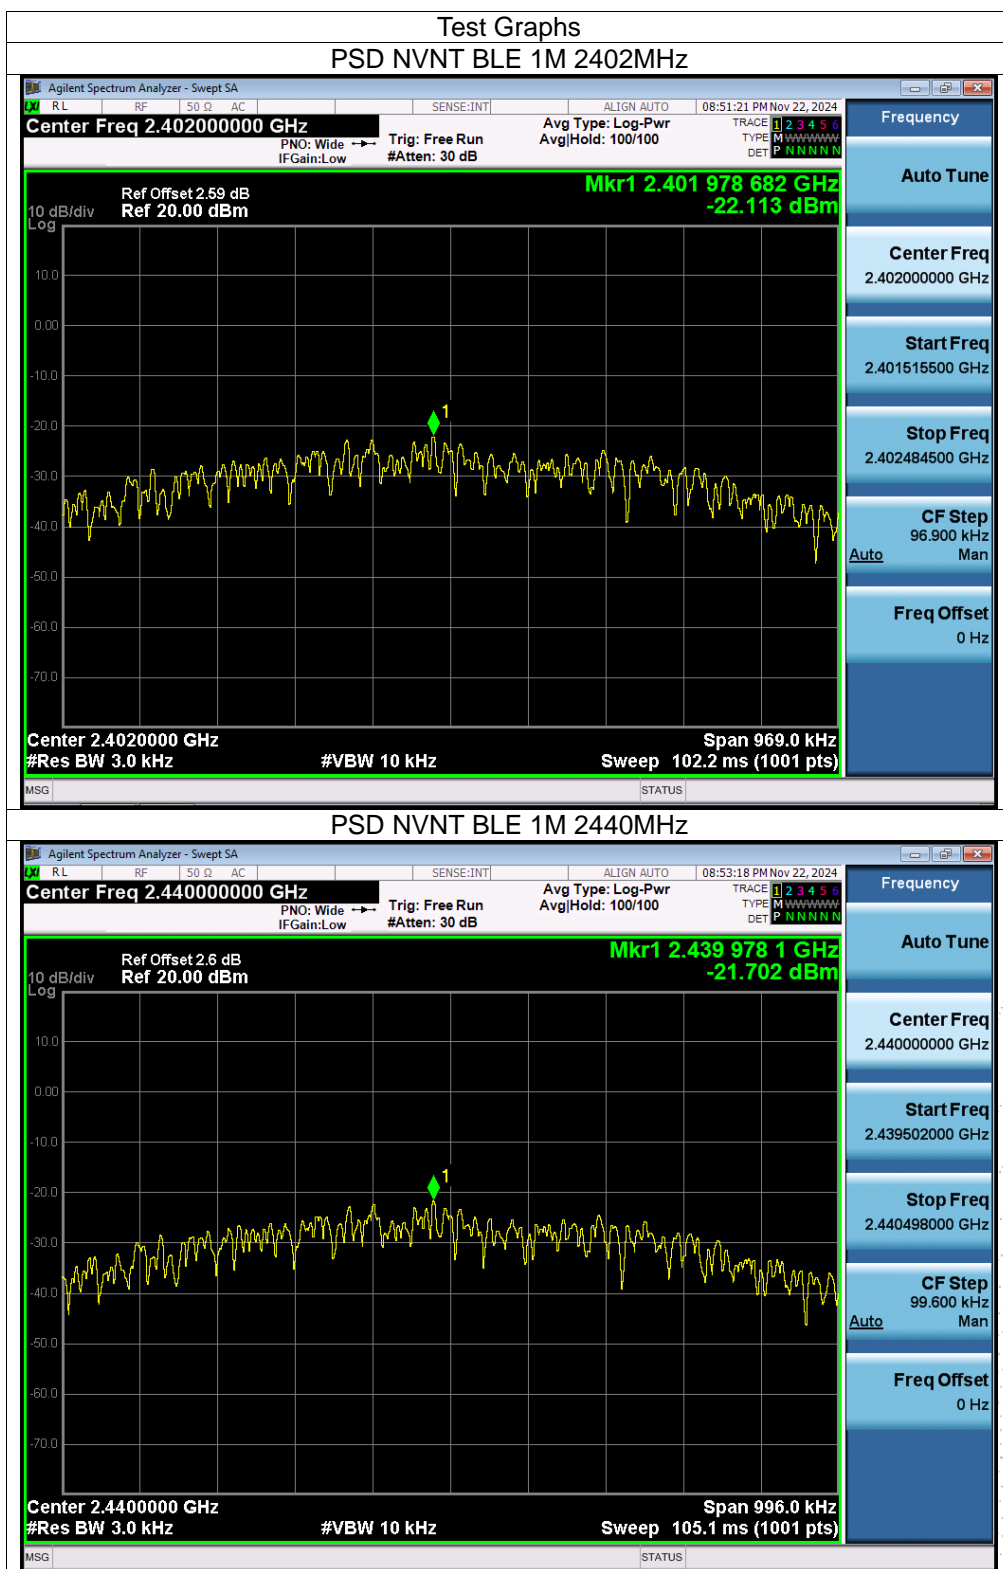 Test Graphs
PSD NVNT BLE 1M 2402MHz
Agilent Spectrum Analyzer - Swept SA
LXI RL RF 50 Ω AC SENSE:INT ALIGN AUTO 08:51:21 PM Nov 22, 2024
Center Freq 2.402000000 GHz
PNO: Wide
IFGain:Low
Trig: Free Run
#Atten: 30 dB
Avg Type: Log-Pwr
Avg|Hold: 100/100
TRACE 1 2 3 4 5 6
TYPE M W W W W W
DET P N N N N N
Frequency
Auto Tune
Center Freq
2.402000000 GHz
Start Freq
2.401515500 GHz
Stop Freq
2.402484500 GHz
CF Step
96.900 kHz
Auto Man
Freq Offset
0 Hz
Mkr1 2.401 978 682 GHz
-22.113 dBm
Ref Offset 2.59 dB
10 dB/div Ref 20.00 dBm
Log
10.0
0.00
-10.0
1
-20.0
-30.0
-40.0
-50.0
-60.0
-70.0
Center 2.4020000 GHz Span 969.0 kHz
#Res BW 3.0 kHz #VBW 10 kHz Sweep 102.2 ms (1001 pts)
MSG STATUS
PSD NVNT BLE 1M 2440MHz
Agilent Spectrum Analyzer - Swept SA
LXI RL RF 50 Ω AC SENSE:INT ALIGN AUTO 08:53:18 PM Nov 22, 2024
Center Freq 2.440000000 GHz
PNO: Wide
IFGain:Low
Trig: Free Run
#Atten: 30 dB
Avg Type: Log-Pwr
Avg|Hold: 100/100
TRACE 1 2 3 4 5 6
TYPE M W W W W W
DET P N N N N N
Frequency
Auto Tune
Center Freq
2.440000000 GHz
Start Freq
2.439502000 GHz
Stop Freq
2.440498000 GHz
CF Step
99.600 kHz
Auto Man
Freq Offset
0 Hz
Mkr1 2.439 978 1 GHz
-21.702 dBm
Ref Offset 2.6 dB
10 dB/div Ref 20.00 dBm
Log
10.0
0.00
-10.0
1
-20.0
-30.0
-40.0
-50.0
-60.0
-70.0
Center 2.4400000 GHz Span 996.0 kHz
#Res BW 3.0 kHz #VBW 10 kHz Sweep 105.1 ms (1001 pts)
MSG STATUS